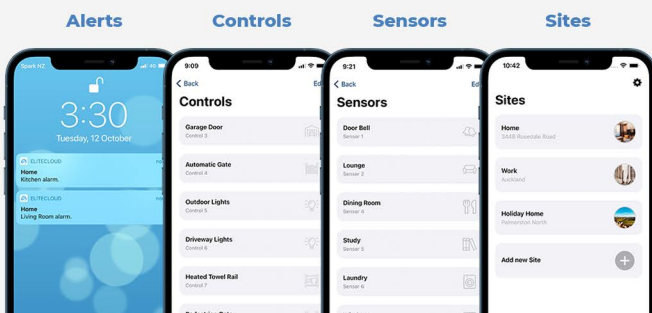 Alerts
Controls
Sensors
Sites
Spark NZ
3:30
Tuesday, 12 October
ELITECLOUD
Home
Kitchen alarm.
ELITECLOUD
Home
Living Room alarm.
9:09
Back
Controls
Garage Door
Control 3
Automatic Gate
Control 4
Outdoor Lights
Control 5
Driveway Lights
Control 6
Heated Towel Rail
Control 7
9:21
Back
Sensors
Door Bell
Sensor 1
Lounge
Sensor 2
Dining Room
Sensor 4
Study
Sensor 5
Laundry
Sensor 6
10:42
Sites
Home
Rosedale Road
Work
Auckland
Holiday Home
Palmerston North
Add new Site